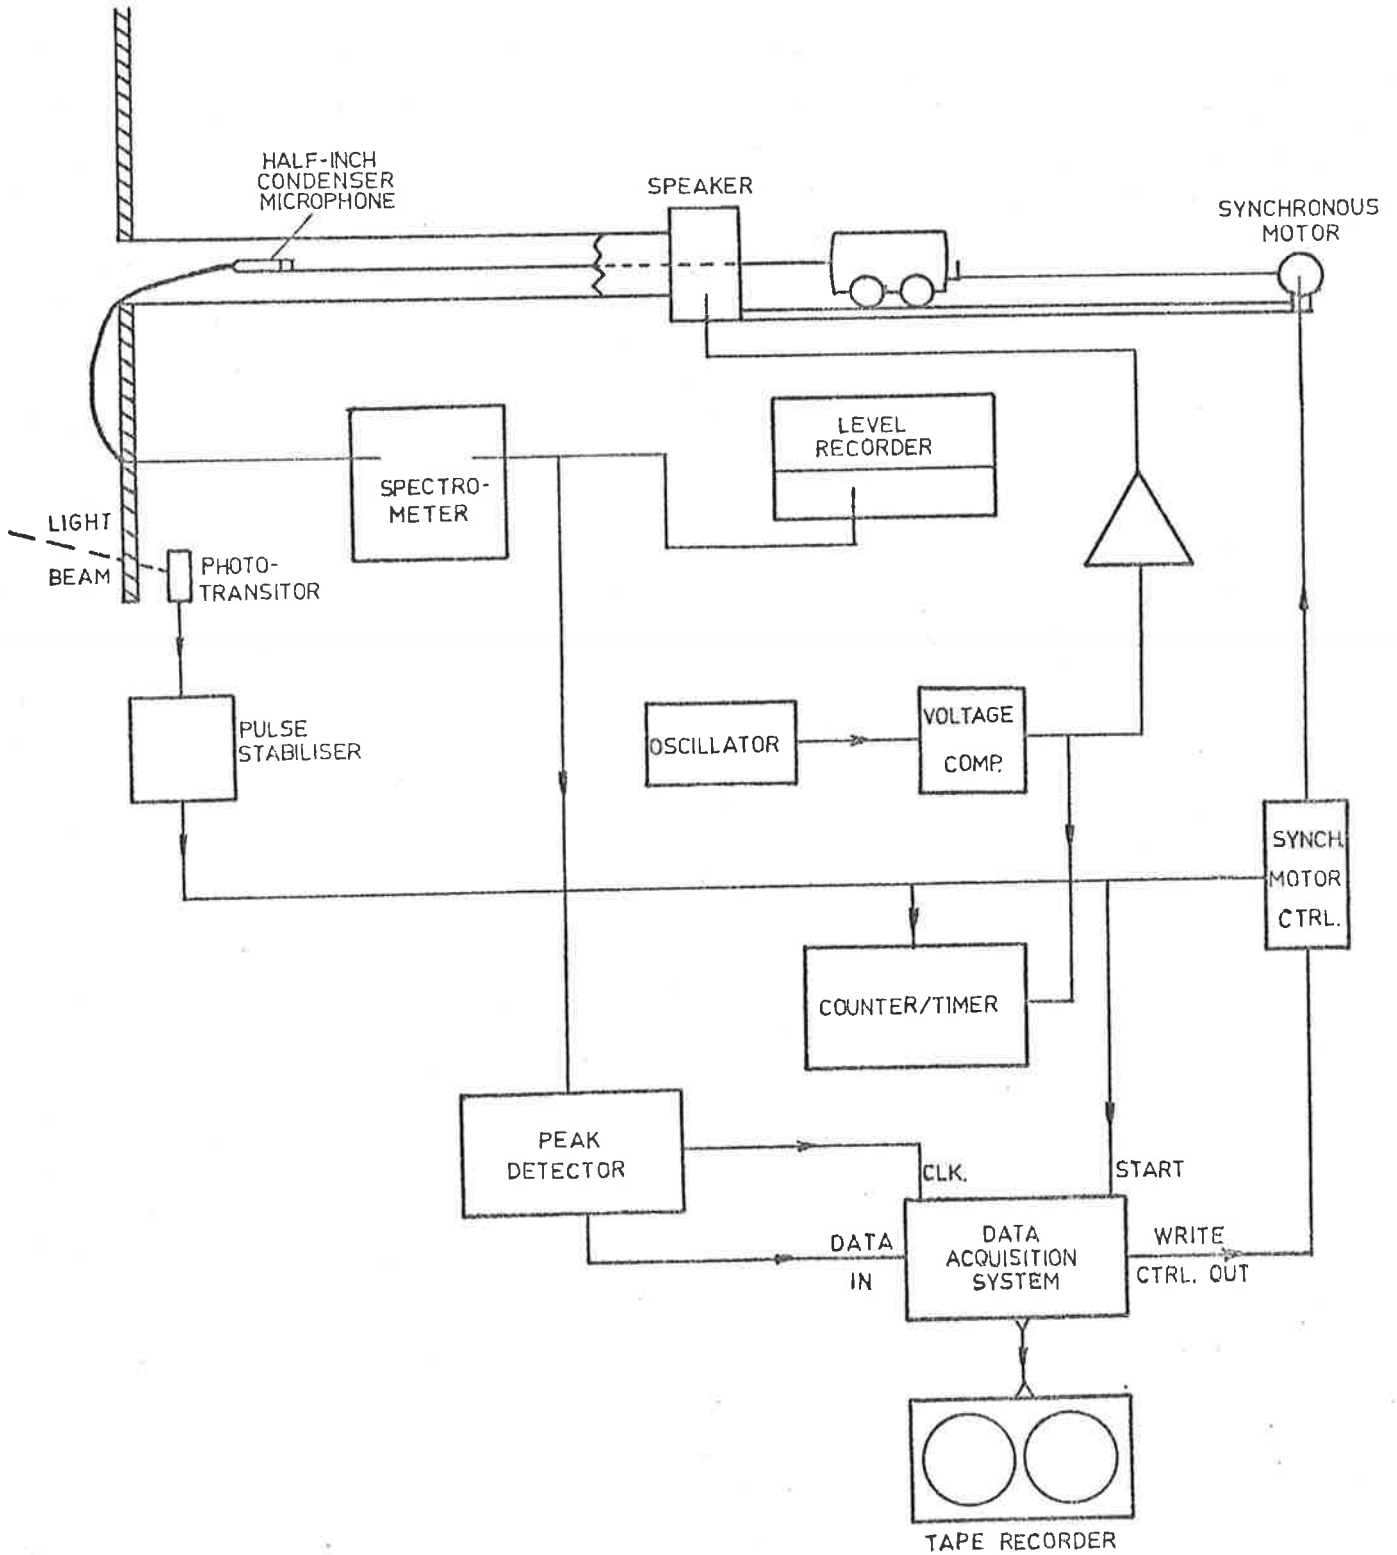 HALF-INCH
CONDENSER
MICROPHONE
SPEAKER
SYNCHRONOUS
MOTOR
LEVEL
RECORDER
SPECTRO-
METER
LIGHT
BEAM
PHOTO-
TRANSITOR
PULSE
STABILISER
OSCILLATOR
VOLTAGE
COMP.
SYNCH.
MOTOR
CTRL.
COUNTER/TIMER
PEAK
DETECTOR
CLK.
START
DATA
IN
DATA
ACQUISITION
SYSTEM
WRITE
CTRL. OUT
TAPE RECORDER